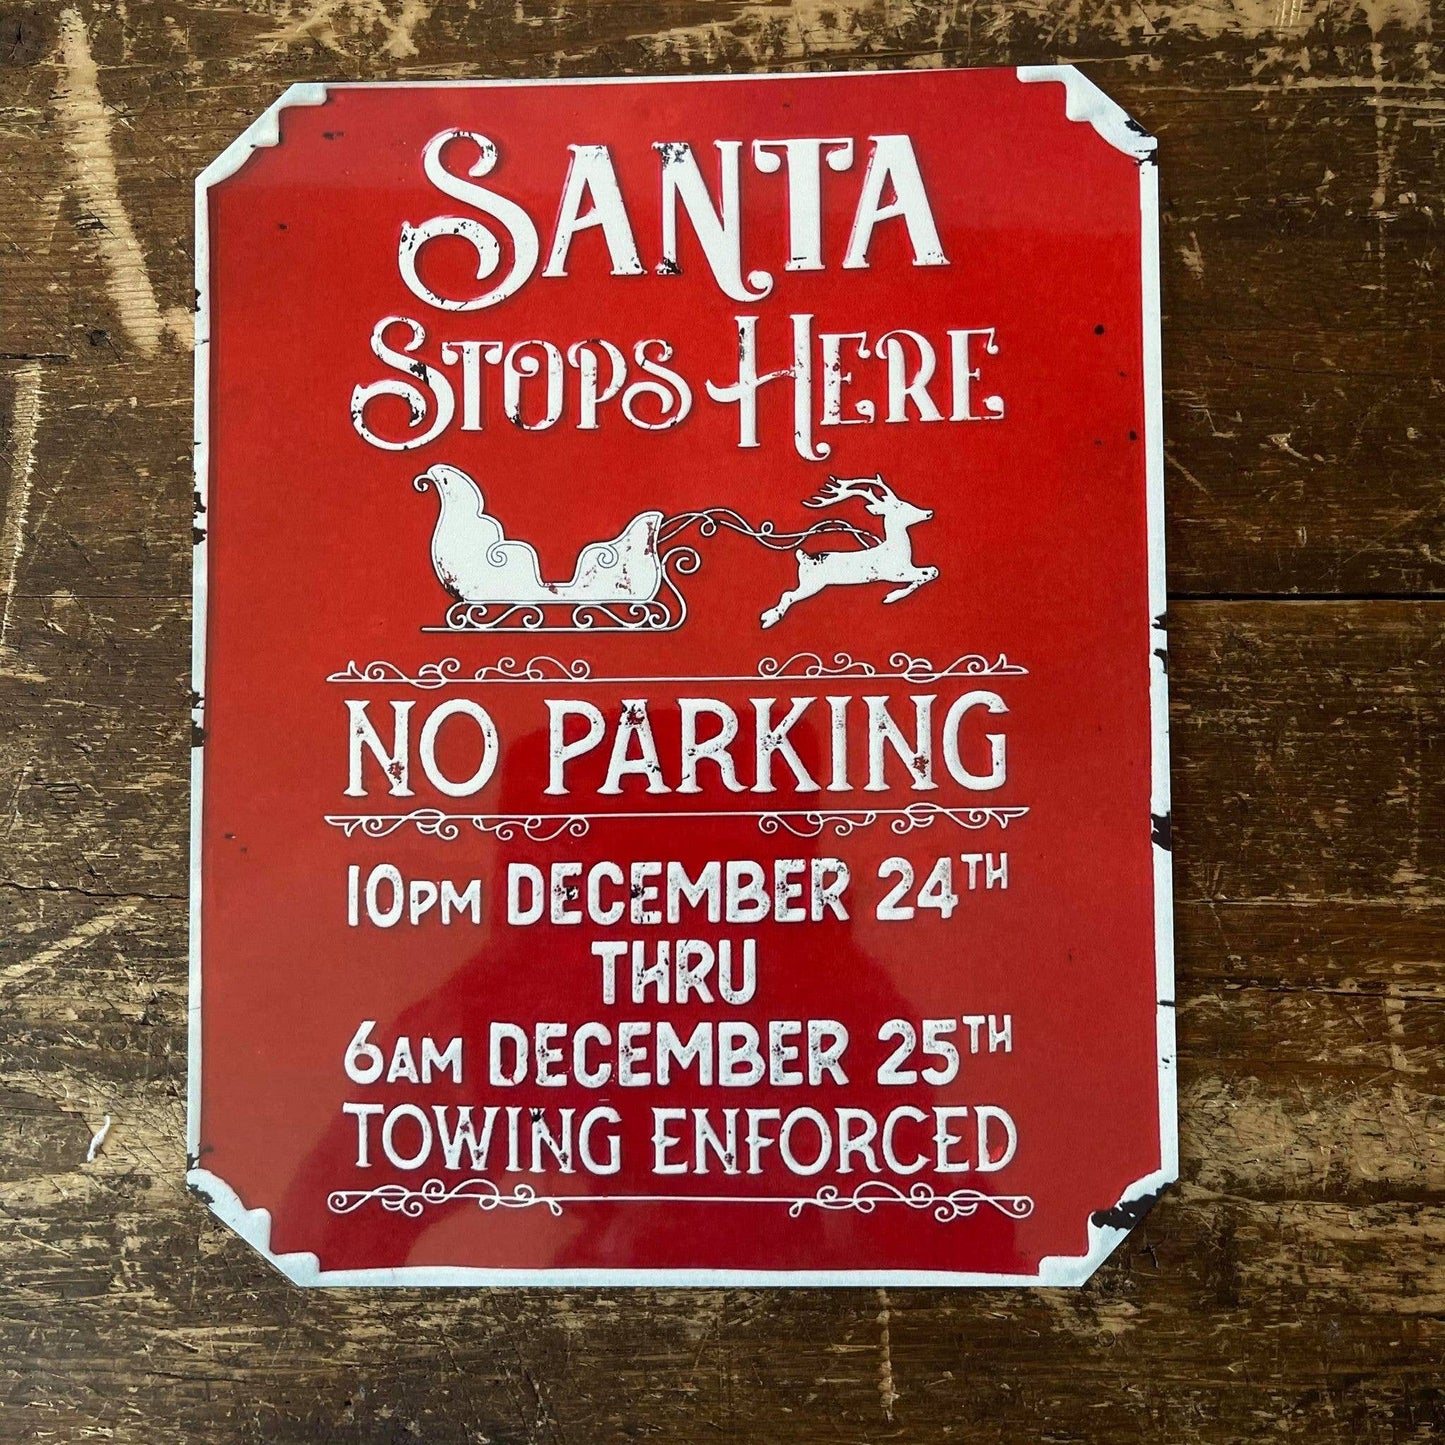 SANTA
STOPS HERE
NO PARKING
10PM DECEMBER 24TH
THRU
6AM DECEMBER 25TH
TOWING ENFORCED